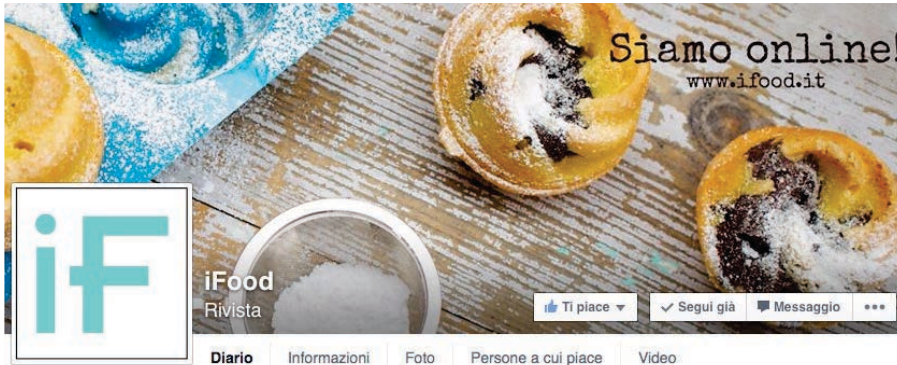 Siamo online!
www.ifood.it
iF
iFood
Rivista
Ti piace
Segui già
Messaggio
Diario Informazioni Foto Persone a cui piace Video